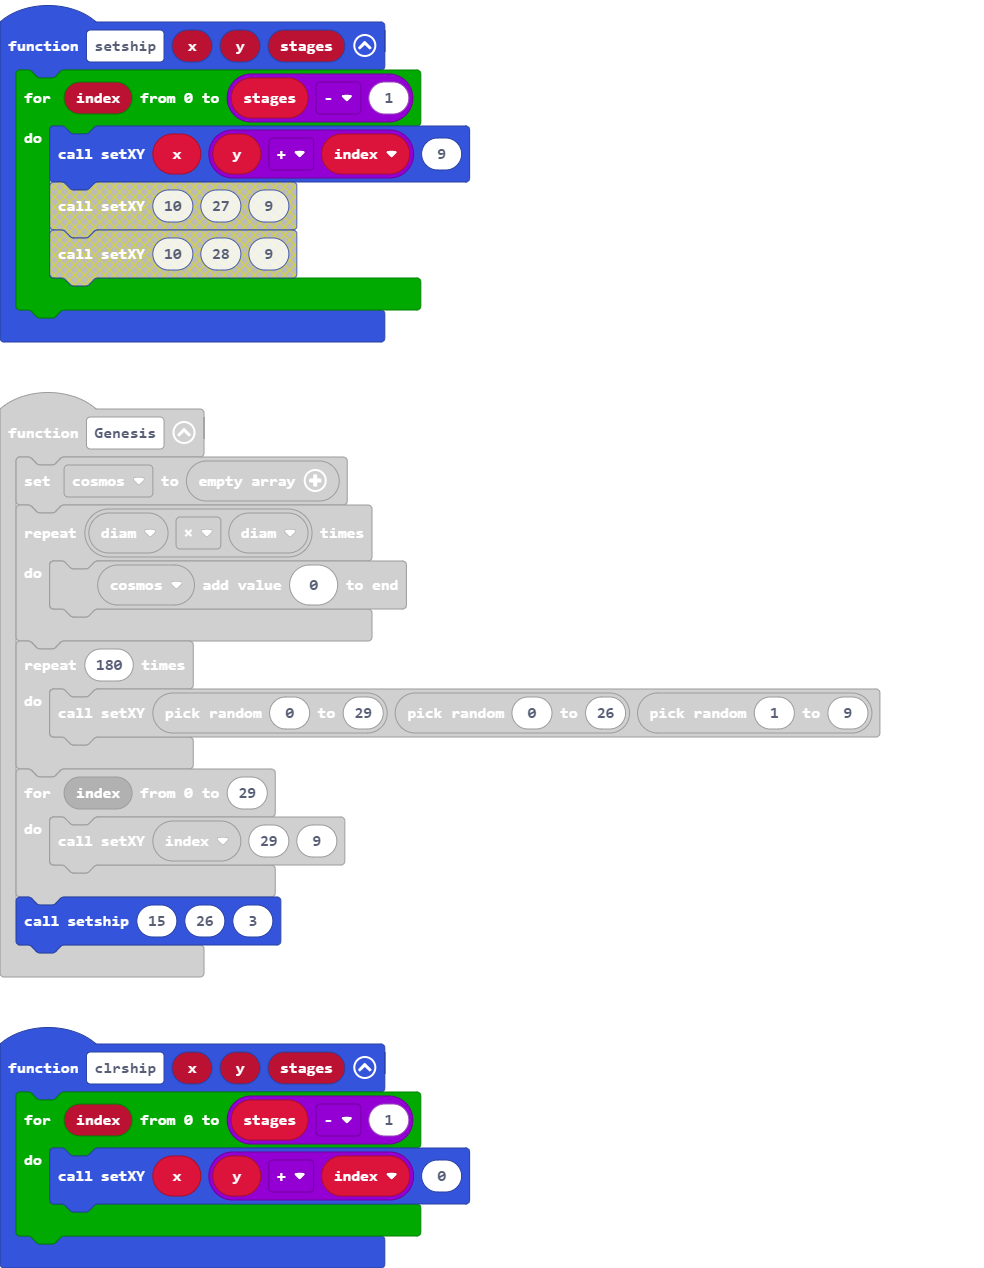 function setship x y stages
for index from 0 to stages - 1
do
call setXY x y + index 9
call setXY 10 27 9
call setXY 10 28 9
function Genesis
set cosmos to empty array
repeat diam × diam times
do
cosmos add value 0 to end
repeat 180 times
do
call setXY pick random 0 to 29 pick random 0 to 26 pick random 1 to 9
for index from 0 to 29
do
call setXY index 29 9
call setship 15 26 3
function clrship x y stages
for index from 0 to stages - 1
do
call setXY x y + index 0